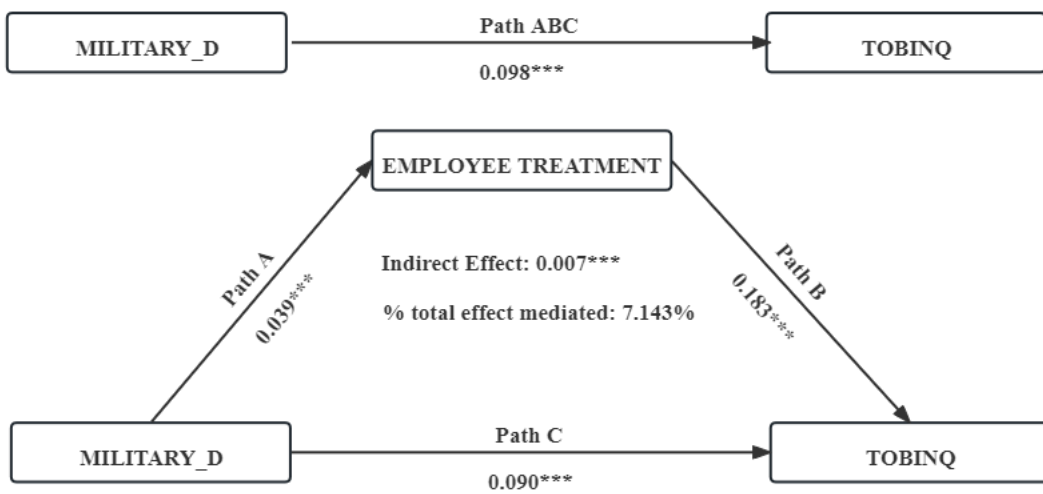 Path ABC
MILITARY_D
TOBINQ
0.098***
EMPLOYEE TREATMENT
Path A
0.039***
Indirect Effect: 0.007***
% total effect mediated: 7.143%
Path B
0.183***
Path C
MILITARY_D
TOBINQ
0.090***